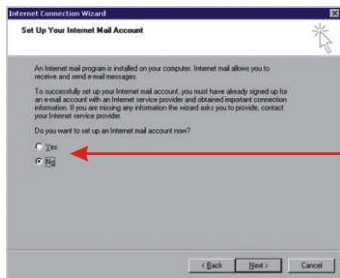 Internet Connection Wizard
Set Up Your Internet Mail Account
An Internet mail program is installed on your computer. Internet mail allows you to
receive and send e-mail messages.
To successfully set up your Internet mail account, you must have already signed up for
an e-mail account with an Internet service provider and obtained important connection
information. If you are missing any information the wizard asks you to provide, contact
your Internet service provider.
Do you want to set up an Internet mail account now?
Yes
No
< Back Next > Cancel